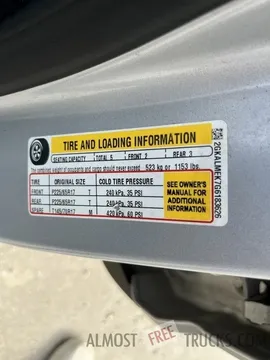 TIRE AND LOADING INFORMATION
SEATING CAPACITY TOTAL 5 FRONT 2 REAR 3
The combined weight of occupants and cargo should never exceed 523 kg or 1153 lbs.
TIRE ORIGINAL SIZE COLD TIRE PRESSURE
FRONT P225/65R17 T 240 kPa, 35 PSI
REAR P225/65R17 T 240 kPa, 35 PSI
SPARE T145/70R17 M 420 kPa, 60 PSI
SEE OWNER'S
MANUAL FOR
ADDITIONAL
INFORMATION
2GKALMEK7G6183626
ALMOST FREE TRUCKS.COM